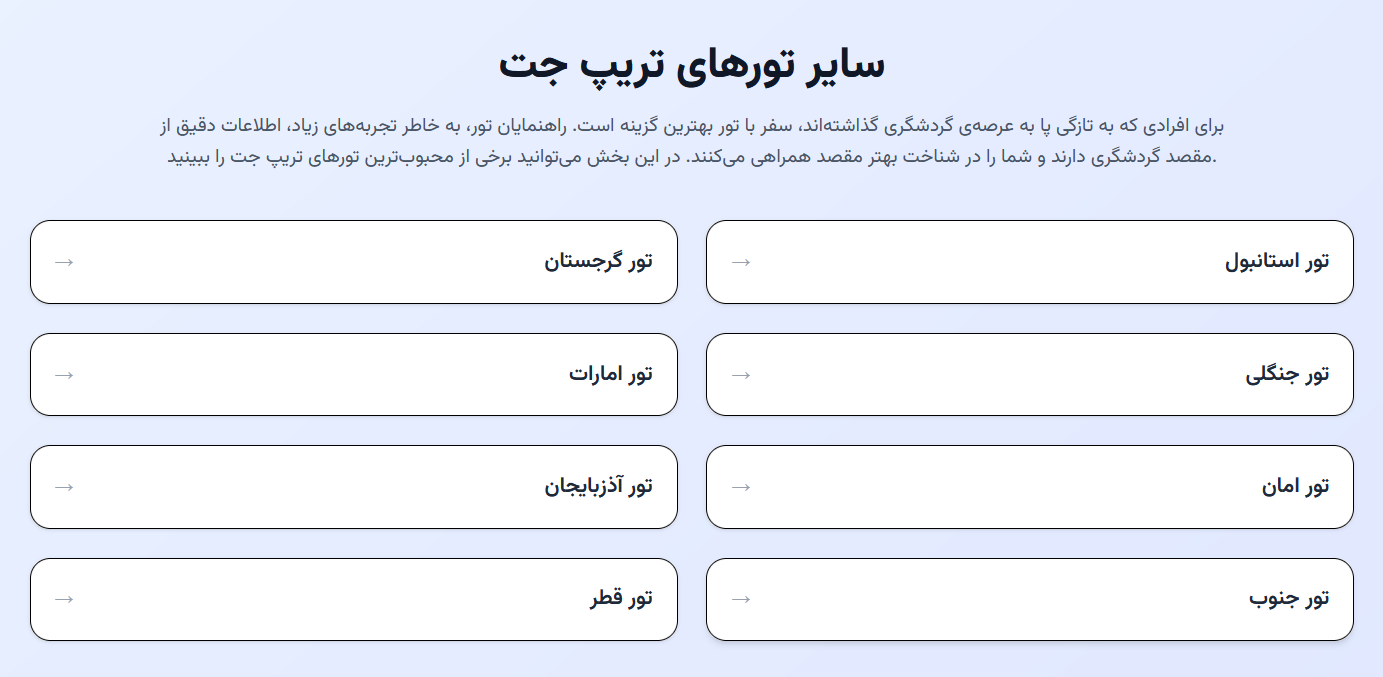 سایر تورهای تریپ جت
برای افرادی که به تازگی پا به عرصه‌ی گردشگری گذاشته‌اند، سفر با تور بهترین گزینه است. راهنمایان تور، به خاطر تجربه‌های زیاد، اطلاعات دقیق از
مقصد گردشگری دارند و شما را در شناخت بهتر مقصد همراهی می‌کنند. در این بخش می‌توانید برخی از محبوب‌ترین تورهای تریپ جت را ببینید.
تور استانبول →
تور گرجستان →
تور جنگلی →
تور امارات →
تور امان →
تور آذزبایجان →
تور جنوب →
تور قطر →